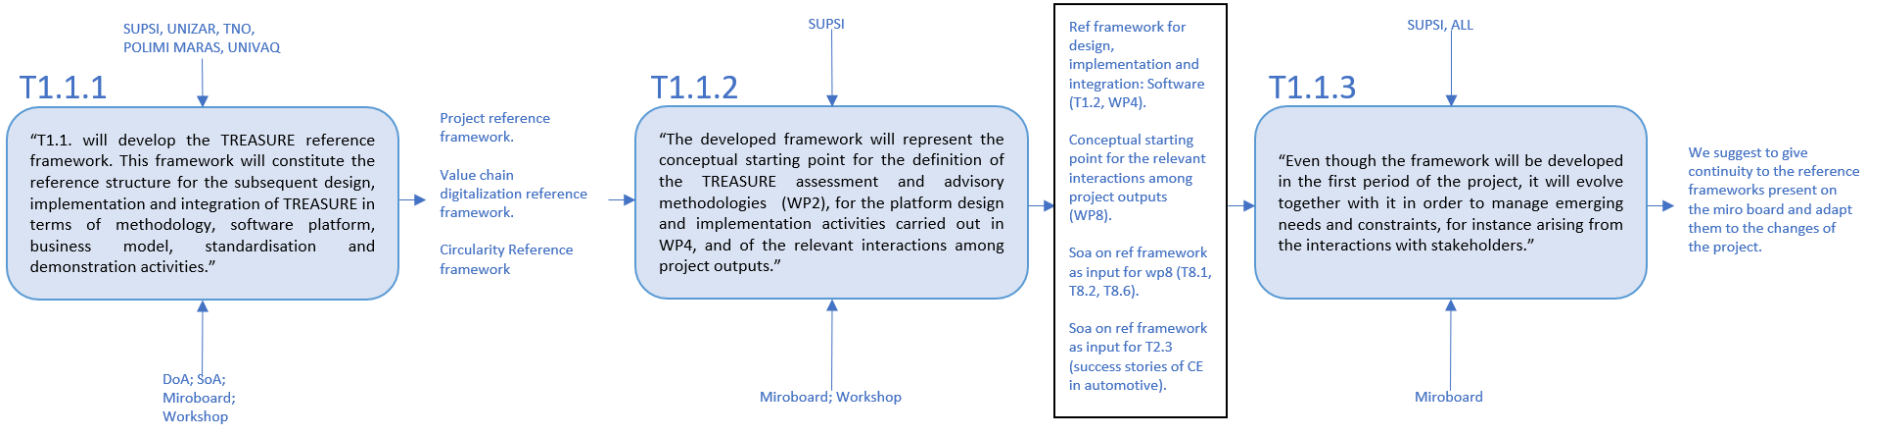 SUPSI, UNIZAR, TNO,
POLIMI MARAS, UNIVAQ
T1.1.1
“T1.1. will develop the TREASURE reference
framework. This framework will constitute the
reference structure for the subsequent design,
implementation and integration of TREASURE in
terms of methodology, software platform,
business model, standardisation and
demonstration activities.”
DoA; SoA;
Miroboard;
Workshop
Project reference
framework.
Value chain
digitalization reference
framework.
Circularity Reference
framework
SUPSI
T1.1.2
“The developed framework will represent the
conceptual starting point for the definition of
the TREASURE assessment and advisory
methodologies (WP2), for the platform design
and implementation activities carried out in
WP4, and of the relevant interactions among
project outputs.”
Miroboard; Workshop
Ref framework for
design,
implementation and
integration: Software
(T1.2, WP4).
Conceptual starting
point for the relevant
interactions among
project outputs
(WP8).
Soa on ref framework
as input for wp8 (T8.1,
T8.2, T8.6).
Soa on ref framework
as input for T2.3
(success stories of CE
in automotive).
SUPSI, ALL
T1.1.3
“Even though the framework will be developed
in the first period of the project, it will evolve
together with it in order to manage emerging
needs and constraints, for instance arising from
the interactions with stakeholders.”
Miroboard
We suggest to give
continuity to the reference
frameworks present on
the miro board and adapt
them to the changes of
the project.